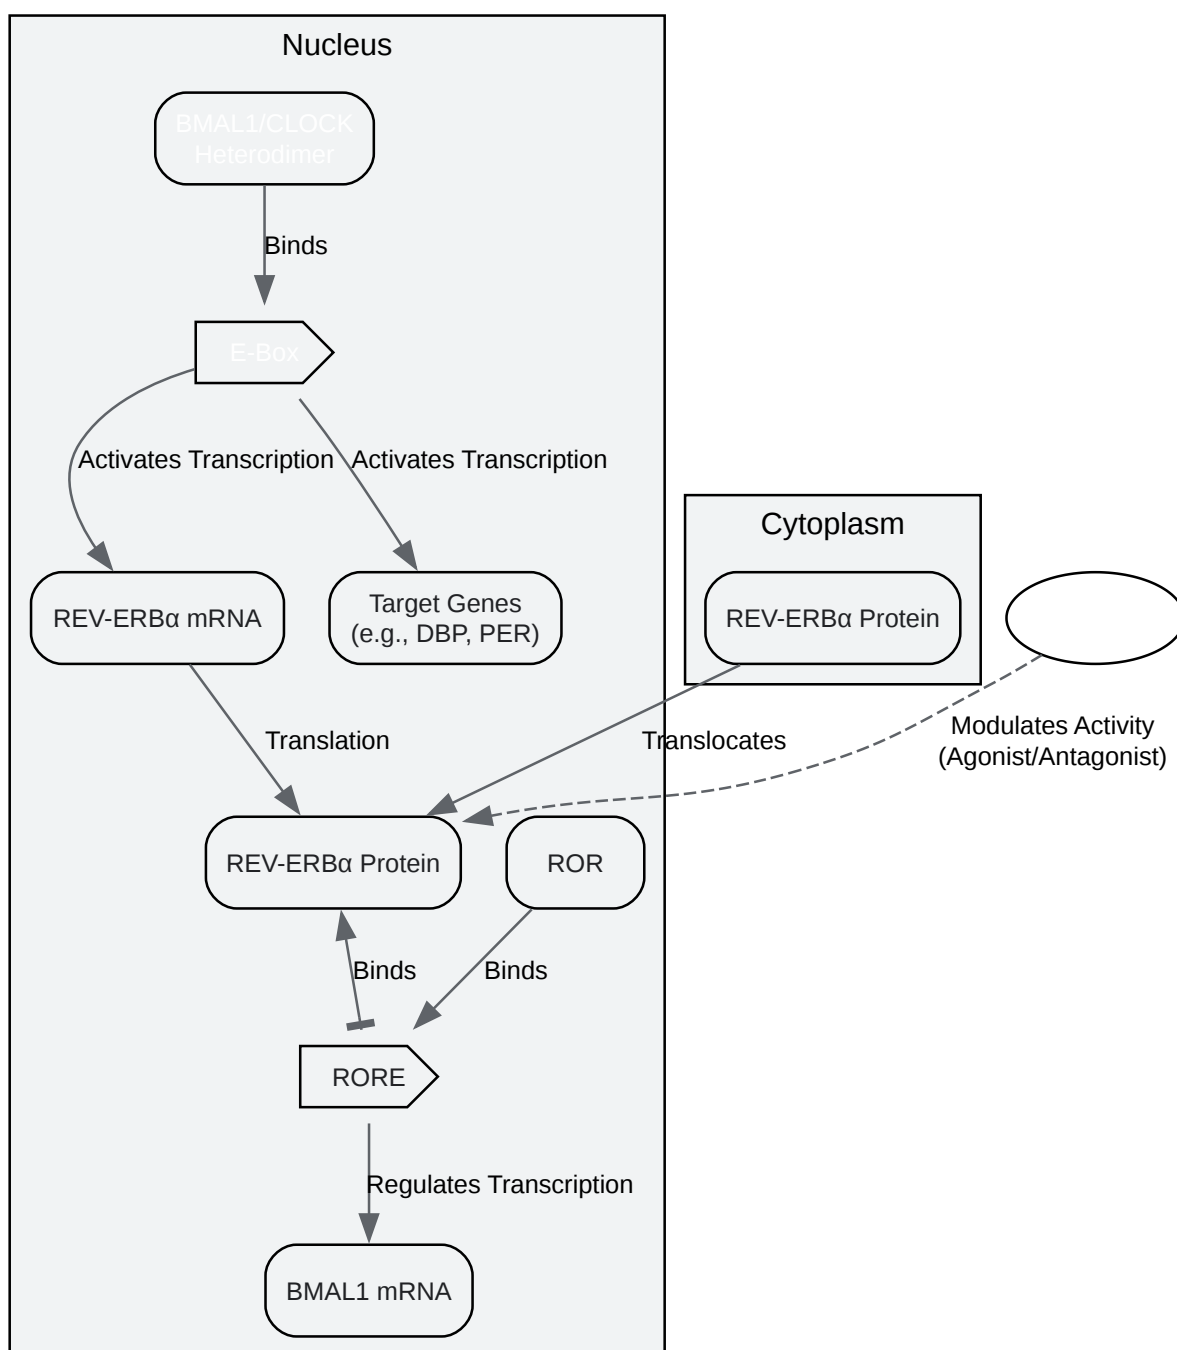 Nucleus
BMAL1/CLOCK
Heterodimer
Binds
E-Box
Activates Transcription
Activates Transcription
Cytoplasm
REV-ERBα mRNA
Target Genes
(e.g., DBP, PER)
REV-ERBα Protein
Translation
Translocates
Modulates Activity
(Agonist/Antagonist)
REV-ERBα Protein
ROR
Binds
Binds
RORE
Regulates Transcription
BMAL1 mRNA